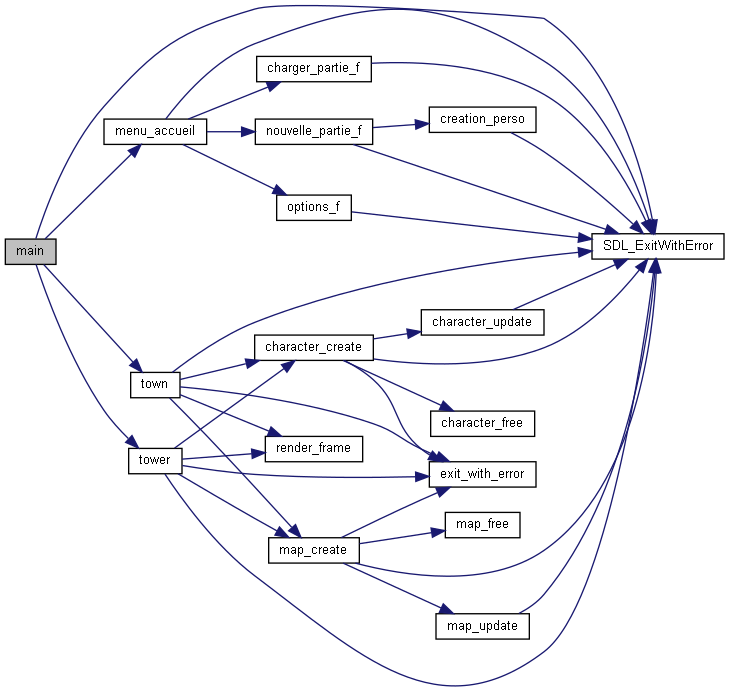 charger_partie_f
menu_accueil
nouvelle_partie_f
creation_perso
options_f
main
SDL_ExitWithError
character_create
character_update
town
character_free
render_frame
tower
exit_with_error
map_create
map_free
map_update